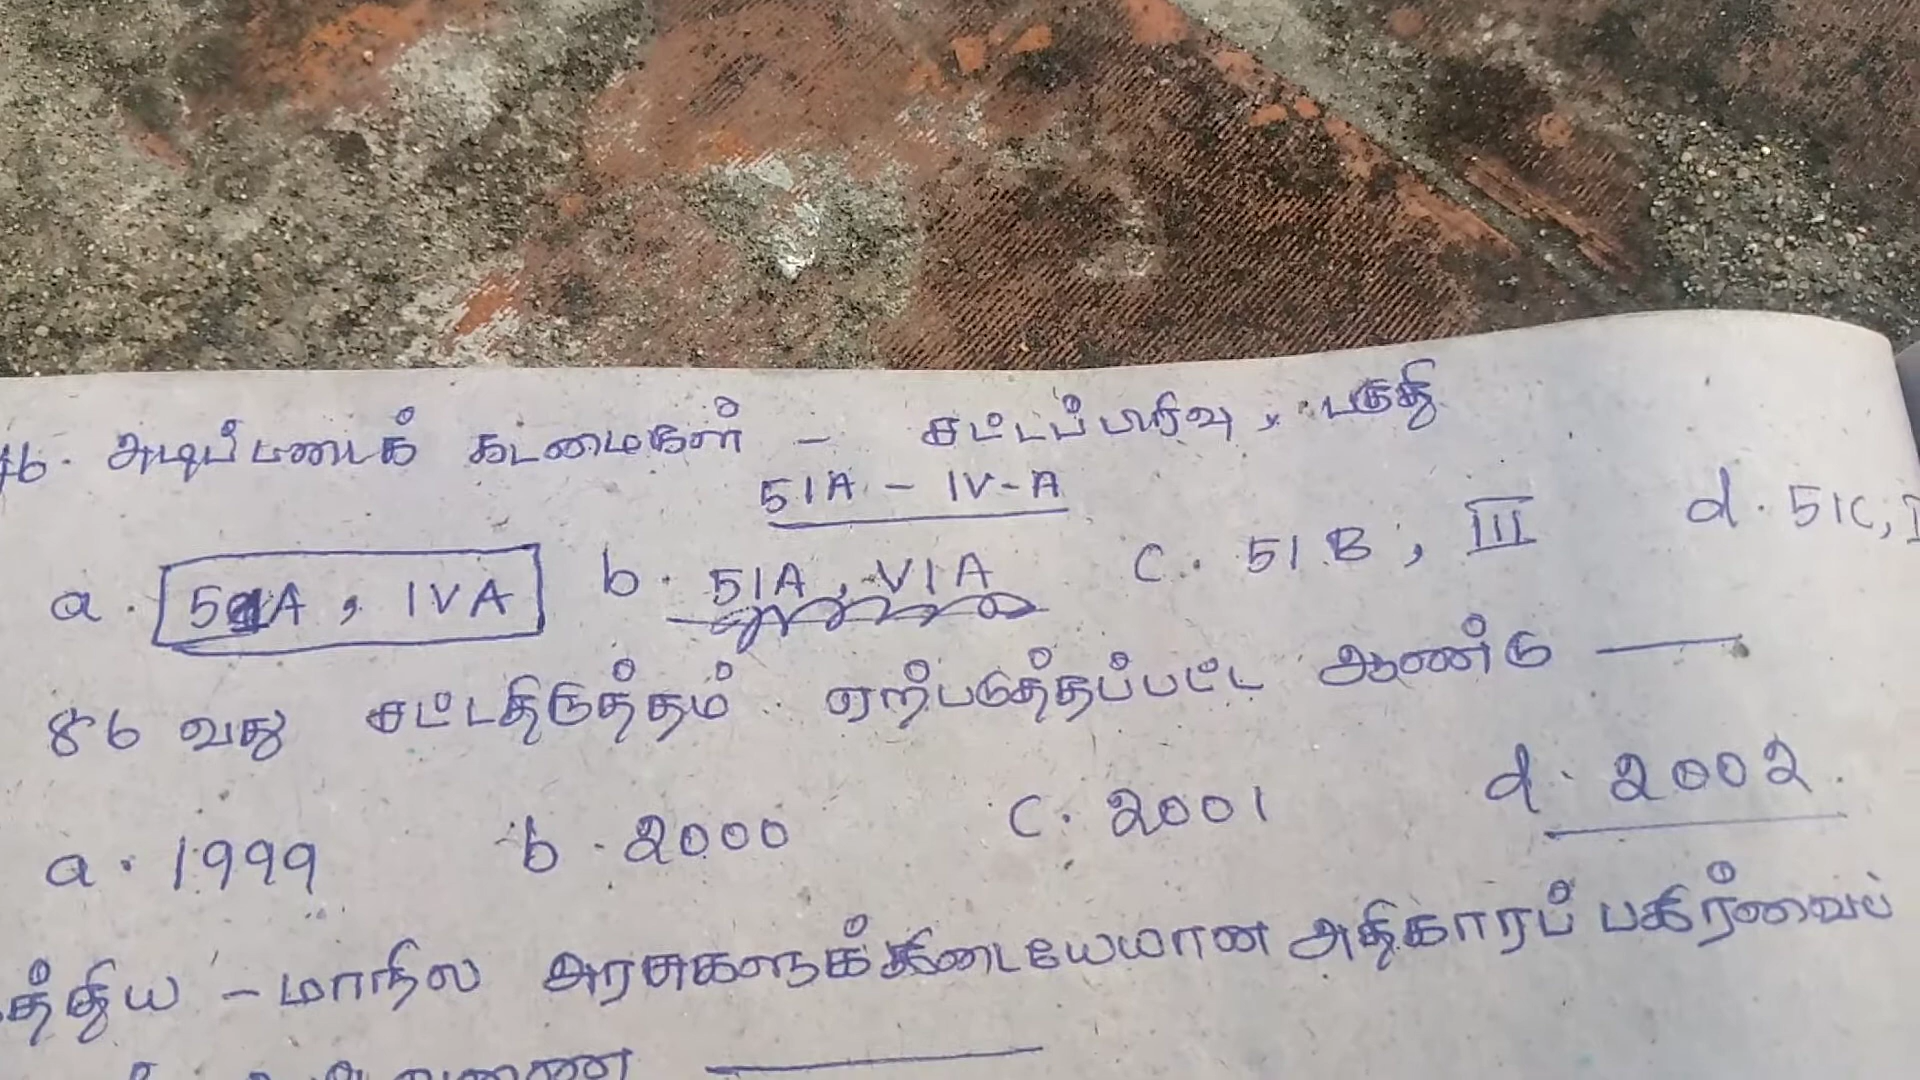 46. அடிப்படைக் கடமைகள் – சட்டப்பிரிவு, பகுதி
51A – IV-A
a. 51A, IVA b. 51A, VIA c. 51B, III d. 51C,
86 வது சட்டதிருத்தம் ஏற்படுத்தப்பட்ட ஆண்டு ——
a. 1999 b. 2000 c. 2001 d. 2002
த்திய – மாநில அரசுகளுக்கிடையேயான அதிகாரப் பகிர்வைப்